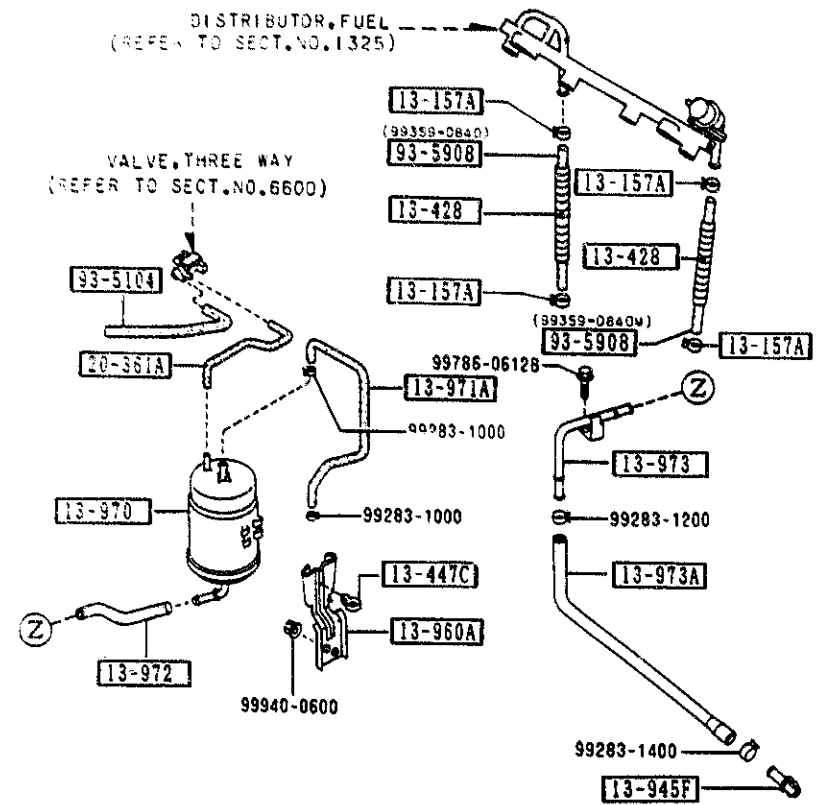 DISTRIBUTOR,FUEL
(REFER TO SECT.NO.1325)
13-157A
(99359-0840)
93-5908
VALVE,THREE WAY
(REFER TO SECT.NO.6600)
13-157A
13-428
93-5104
13-428
13-157A
(99359-0840W)
93-5908
13-157A
20-361A
99786-0612B
13-971A
Z
99283-1000
13-973
13-970
99283-1000
99283-1200
13-447C
13-973A
Z
13-960A
13-972
99940-0600
99283-1400
13-945F